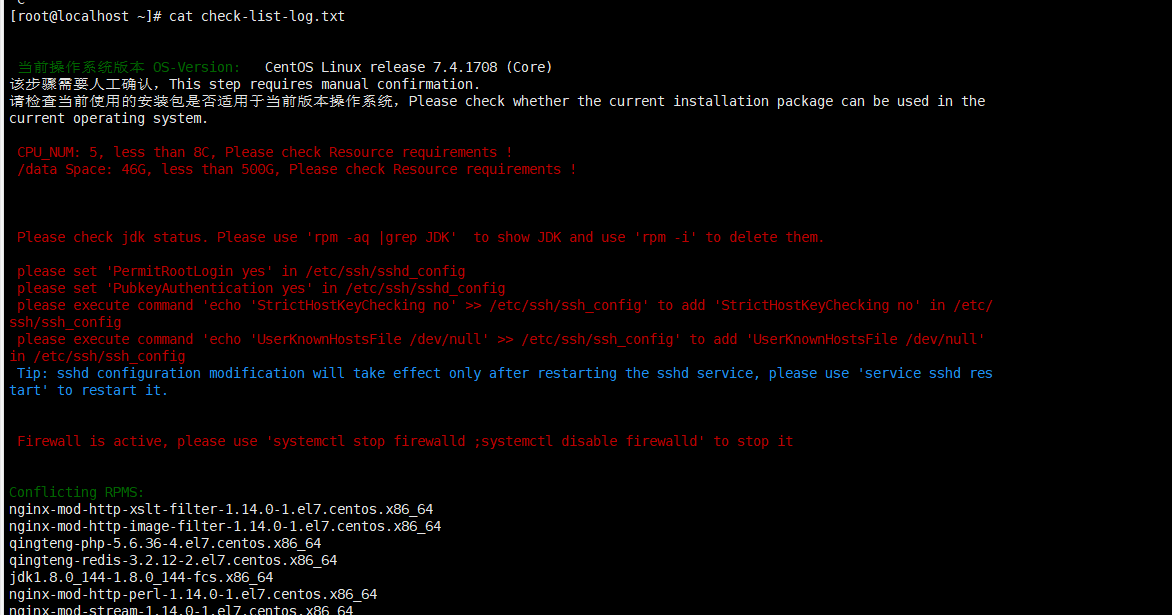 [root@localhost ~]# cat check-list-log.txt
当前操作系统版本 OS-Version:   CentOS Linux release 7.4.1708 (Core)
该步骤需要人工确认，This step requires manual confirmation.
请检查当前使用的安装包是否适用于当前版本操作系统，Please check whether the current installation package can be used in the
current operating system.
CPU_NUM: 5, less than 8C, Please check Resource requirements !
/data Space: 46G, less than 500G, Please check Resource requirements !
Please check jdk status. Please use 'rpm -aq |grep JDK'  to show JDK and use 'rpm -i' to delete them.
please set 'PermitRootLogin yes' in /etc/ssh/sshd_config
please set 'PubkeyAuthentication yes' in /etc/ssh/sshd_config
please execute command 'echo 'StrictHostKeyChecking no' >> /etc/ssh/ssh_config' to add 'StrictHostKeyChecking no' in /etc/
ssh/ssh_config
please execute command 'echo 'UserKnownHostsFile /dev/null' >> /etc/ssh/ssh_config' to add 'UserKnownHostsFile /dev/null'
in /etc/ssh/ssh_config
Tip: sshd configuration modification will take effect only after restarting the sshd service, please use 'service sshd res
tart' to restart it.
Firewall is active, please use 'systemctl stop firewalld ;systemctl disable firewalld' to stop it
Conflicting RPMS:
nginx-mod-http-xslt-filter-1.14.0-1.el7.centos.x86_64
nginx-mod-http-image-filter-1.14.0-1.el7.centos.x86_64
qingteng-php-5.6.36-4.el7.centos.x86_64
qingteng-redis-3.2.12-2.el7.centos.x86_64
jdk1.8.0_144-1.8.0_144-fcs.x86_64
nginx-mod-http-perl-1.14.0-1.el7.centos.x86_64
nginx-mod-stream-1.14.0-1.el7.centos.x86_64